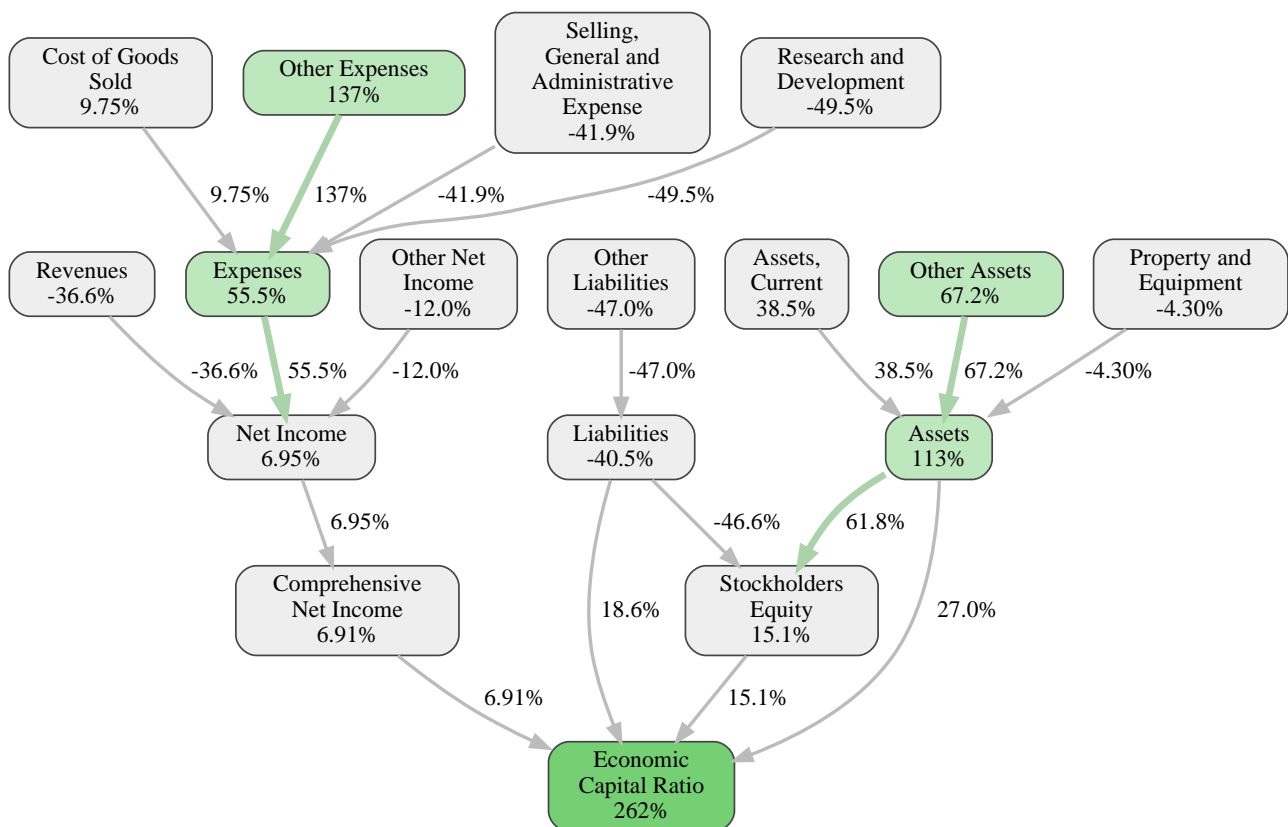 Cost of Goods
Sold
9.75%
Other Expenses
137%
Selling,
General and
Administrative
Expense
-41.9%
Research and
Development
-49.5%
9.75%
137%
-41.9%
-49.5%
Revenues
-36.6%
Expenses
55.5%
Other Net
Income
-12.0%
Other
Liabilities
-47.0%
Assets,
Current
38.5%
Other Assets
67.2%
Property and
Equipment
-4.30%
-36.6%
55.5%
-12.0%
-47.0%
38.5%
67.2%
-4.30%
Net Income
6.95%
Liabilities
-40.5%
Assets
113%
6.95%
-46.6%
61.8%
Comprehensive
Net Income
6.91%
18.6%
Stockholders
Equity
15.1%
27.0%
6.91%
15.1%
Economic
Capital Ratio
262%